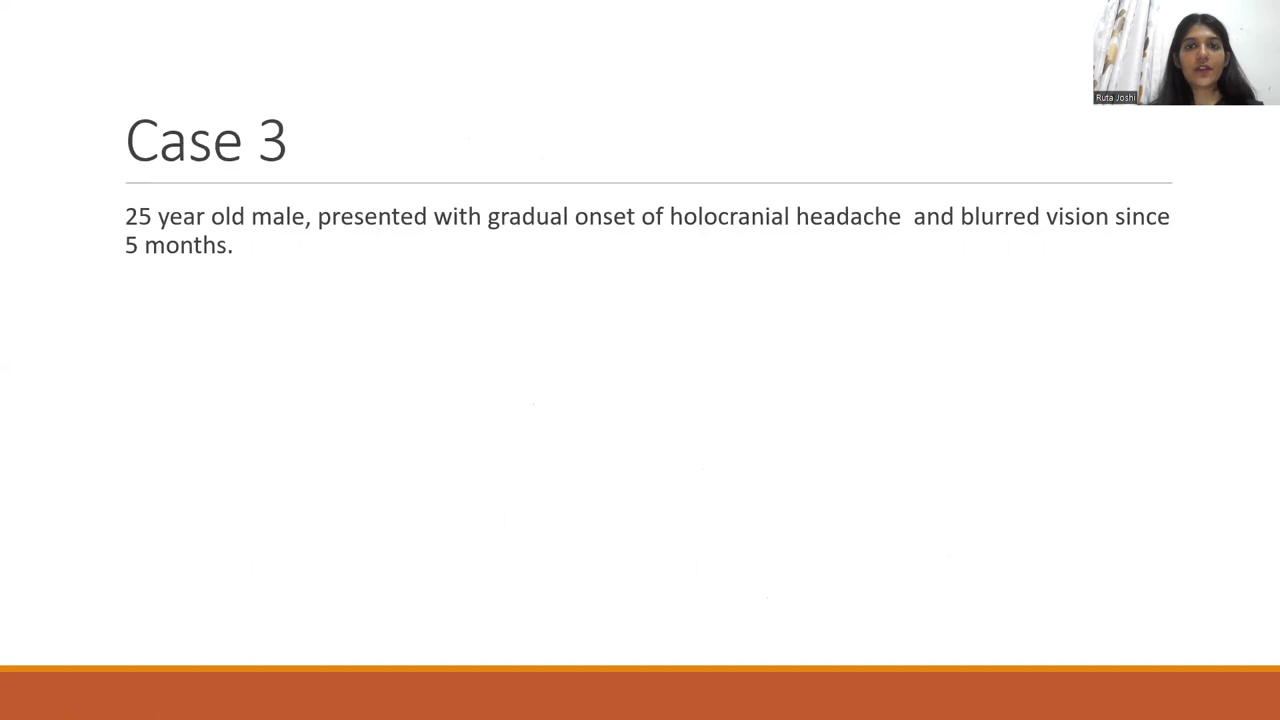 Ruta Joshi
Case 3
25 year old male, presented with gradual onset of holocranial headache  and blurred vision since
5 months.